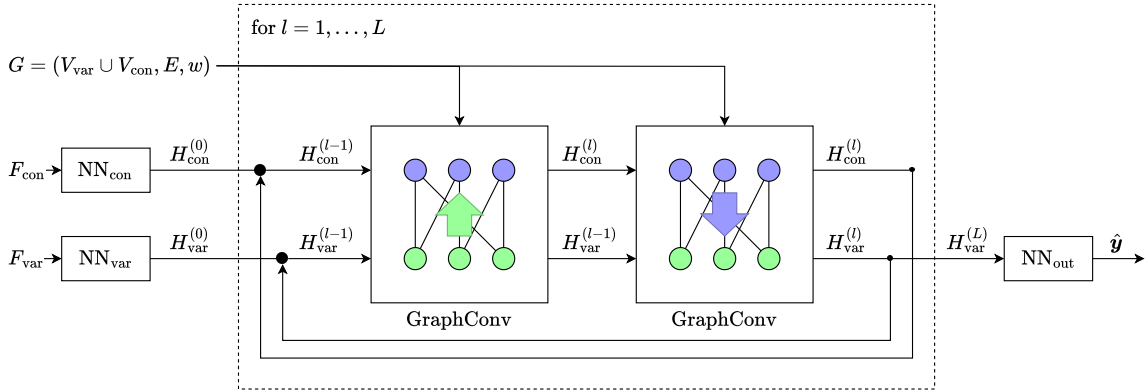 for l = 1, …, L
G = (V_var ∪ V_con, E, w)
F_con NN_con H_con^(0) H_con^(l−1) H_con^(l) H_con^(l)
F_var NN_var H_var^(0) H_var^(l−1) H_var^(l−1) H_var^(l) H_var^(L) NN_out ŷ
GraphConv GraphConv